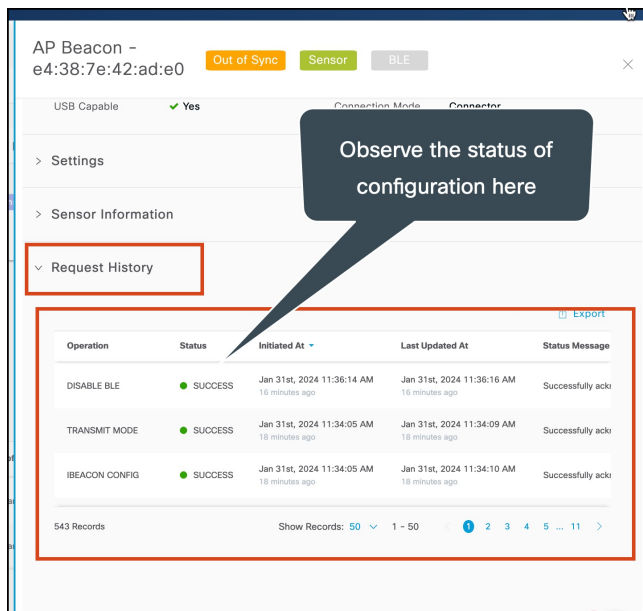 AP Beacon -
e4:38:7e:42:ad:e0
Out of Sync
Sensor
BLE
USB Capable
Yes
Connection Mode
Connector
Observe the status of
configuration here
Settings
Sensor Information
Request History
Export
Operation Status Initiated At Last Updated At Status Message
DISABLE BLE SUCCESS Jan 31st, 2024 11:36:14 AM Jan 31st, 2024 11:36:16 AM Successfully ack
16 minutes ago 16 minutes ago
TRANSMIT MODE SUCCESS Jan 31st, 2024 11:34:05 AM Jan 31st, 2024 11:34:09 AM Successfully ack
18 minutes ago 18 minutes ago
IBEACON CONFIG SUCCESS Jan 31st, 2024 11:34:05 AM Jan 31st, 2024 11:34:10 AM Successfully ack
18 minutes ago 18 minutes ago
543 Records Show Records: 50 1 - 50 1 2 3 4 5 ... 11